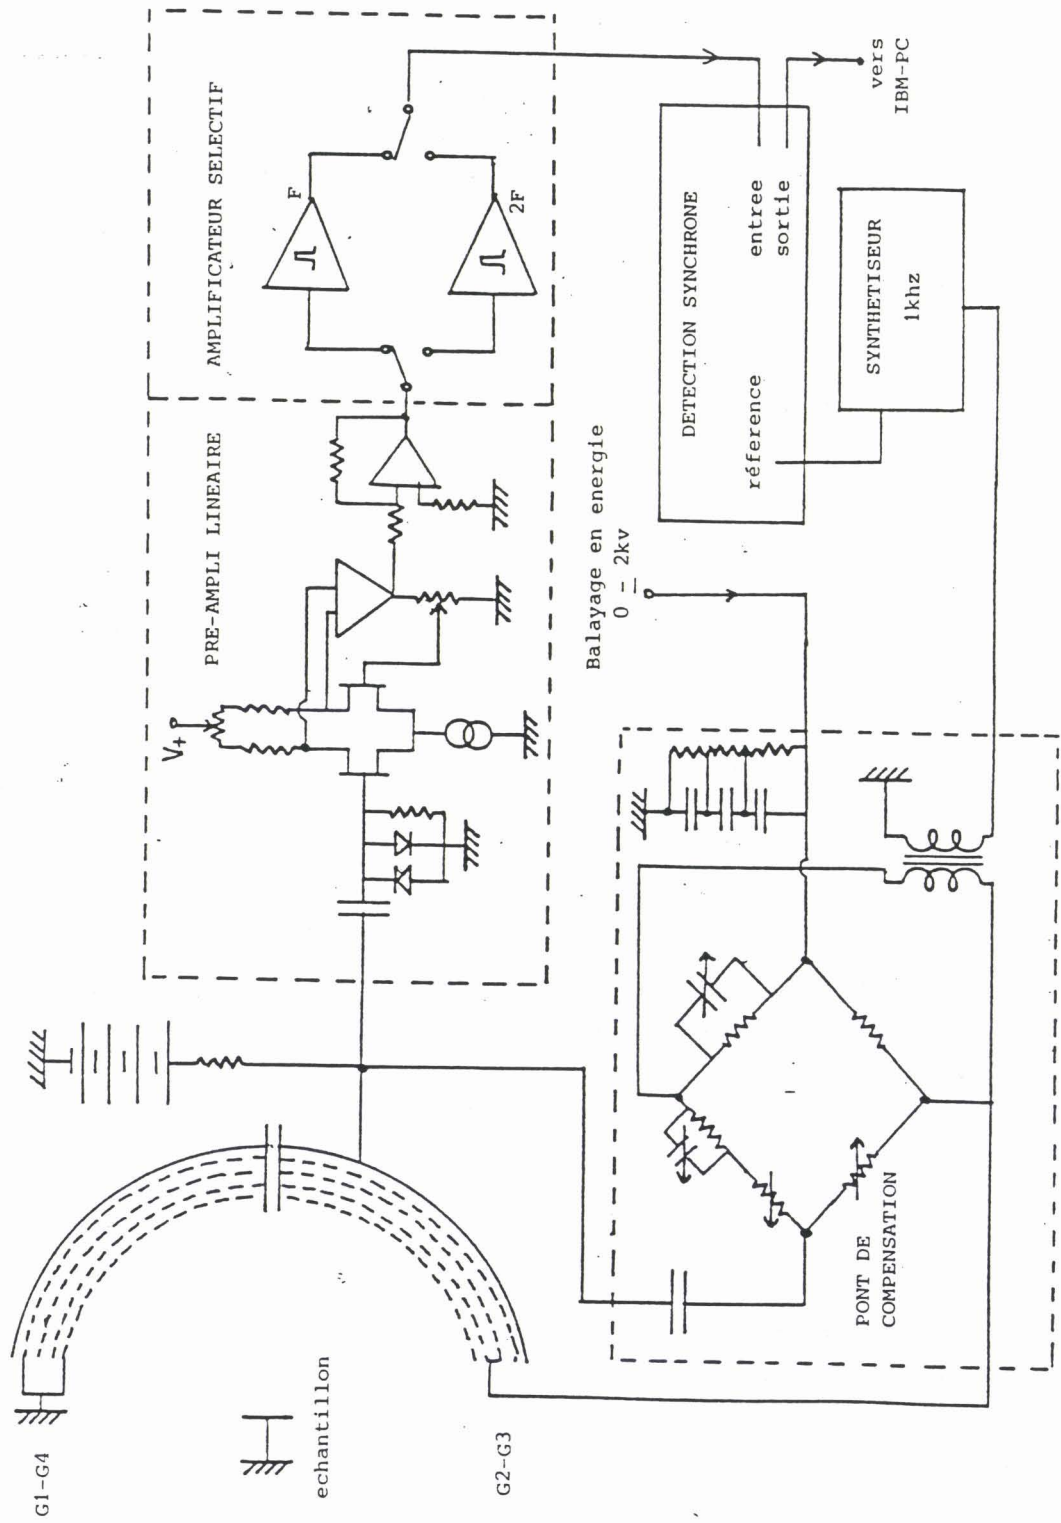 G1-G4
echantillon
G2-G3
PRE-AMPLI LINEAIRE
V+
AMPLIFICATEUR SELECTIF
F
2F
Balayage en energie
0 - 2kv
DETECTION SYNCHRONE
réference
entree
sortie
vers
IBM-PC
SYNTHETISEUR
1khz
PONT DE
COMPENSATION